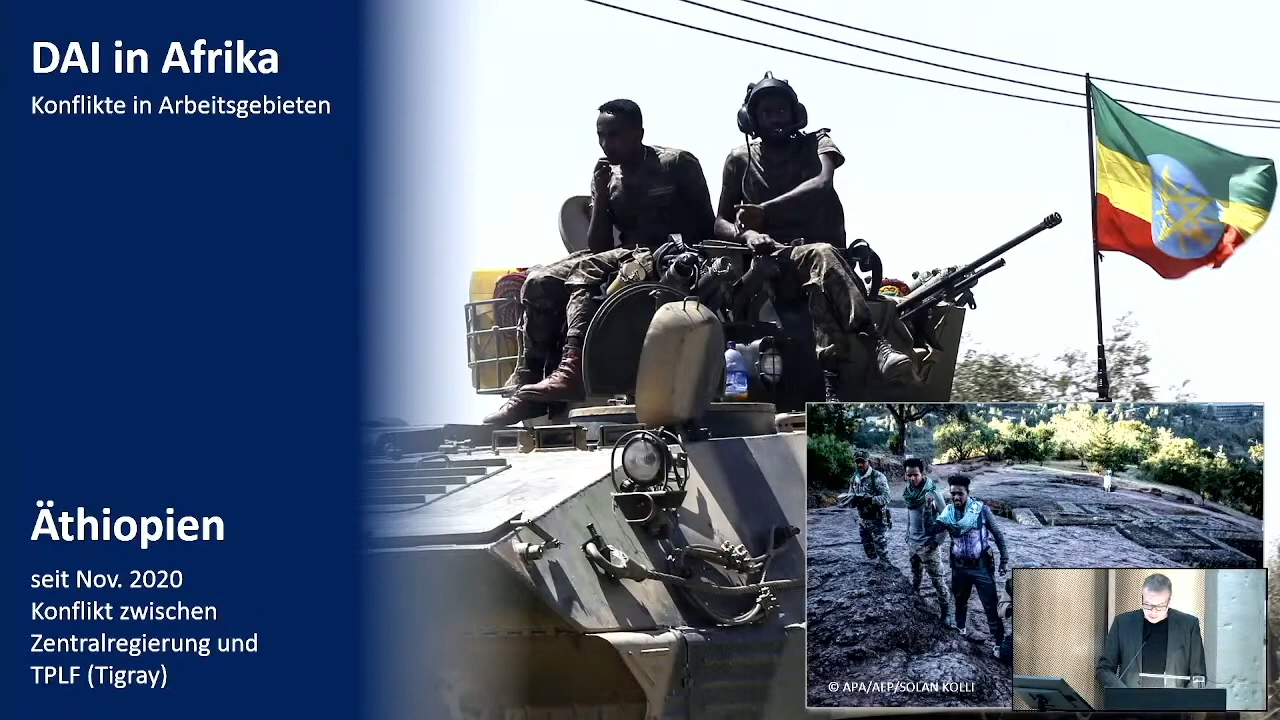 DAI in Afrika
Konflikte in Arbeitsgebieten
Äthiopien
seit Nov. 2020
Konflikt zwischen
Zentralregierung und
TPLF (Tigray)
© APA/AFP/SOLAN KOLLI